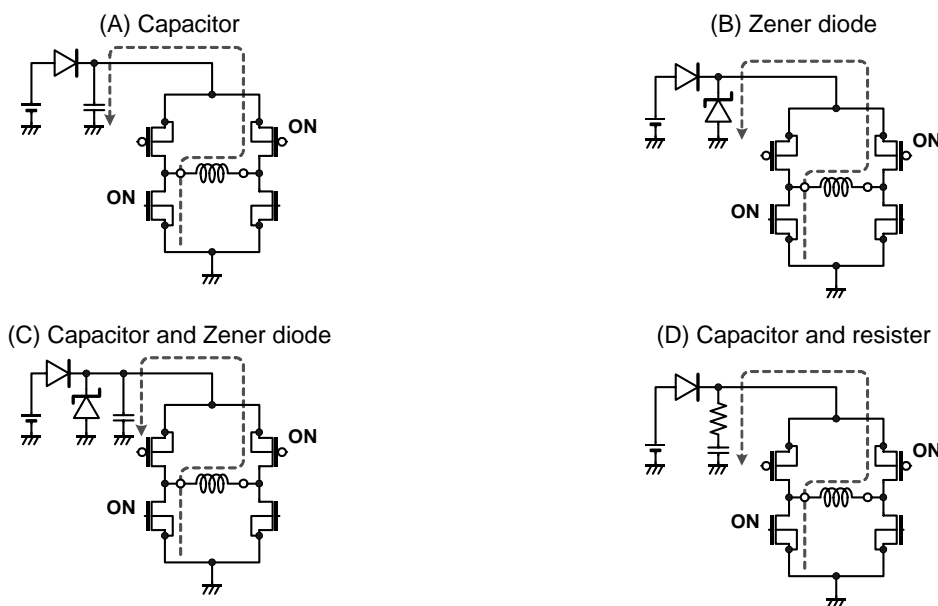 (A) Capacitor
(B) Zener diode
ON
ON
ON
ON
(C) Capacitor and Zener diode
(D) Capacitor and resister
ON
ON
ON
ON